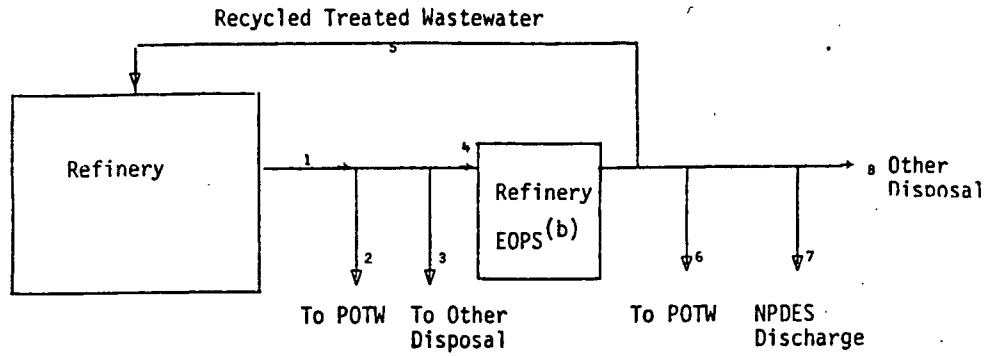 Recycled Treated Wastewater
5
Refinery
1
4
Refinery
EOPS(b)
8 Other
Disposal
2
3
6
7
To POTW
To Other
Disposal
To POTW
NPDES
Discharge